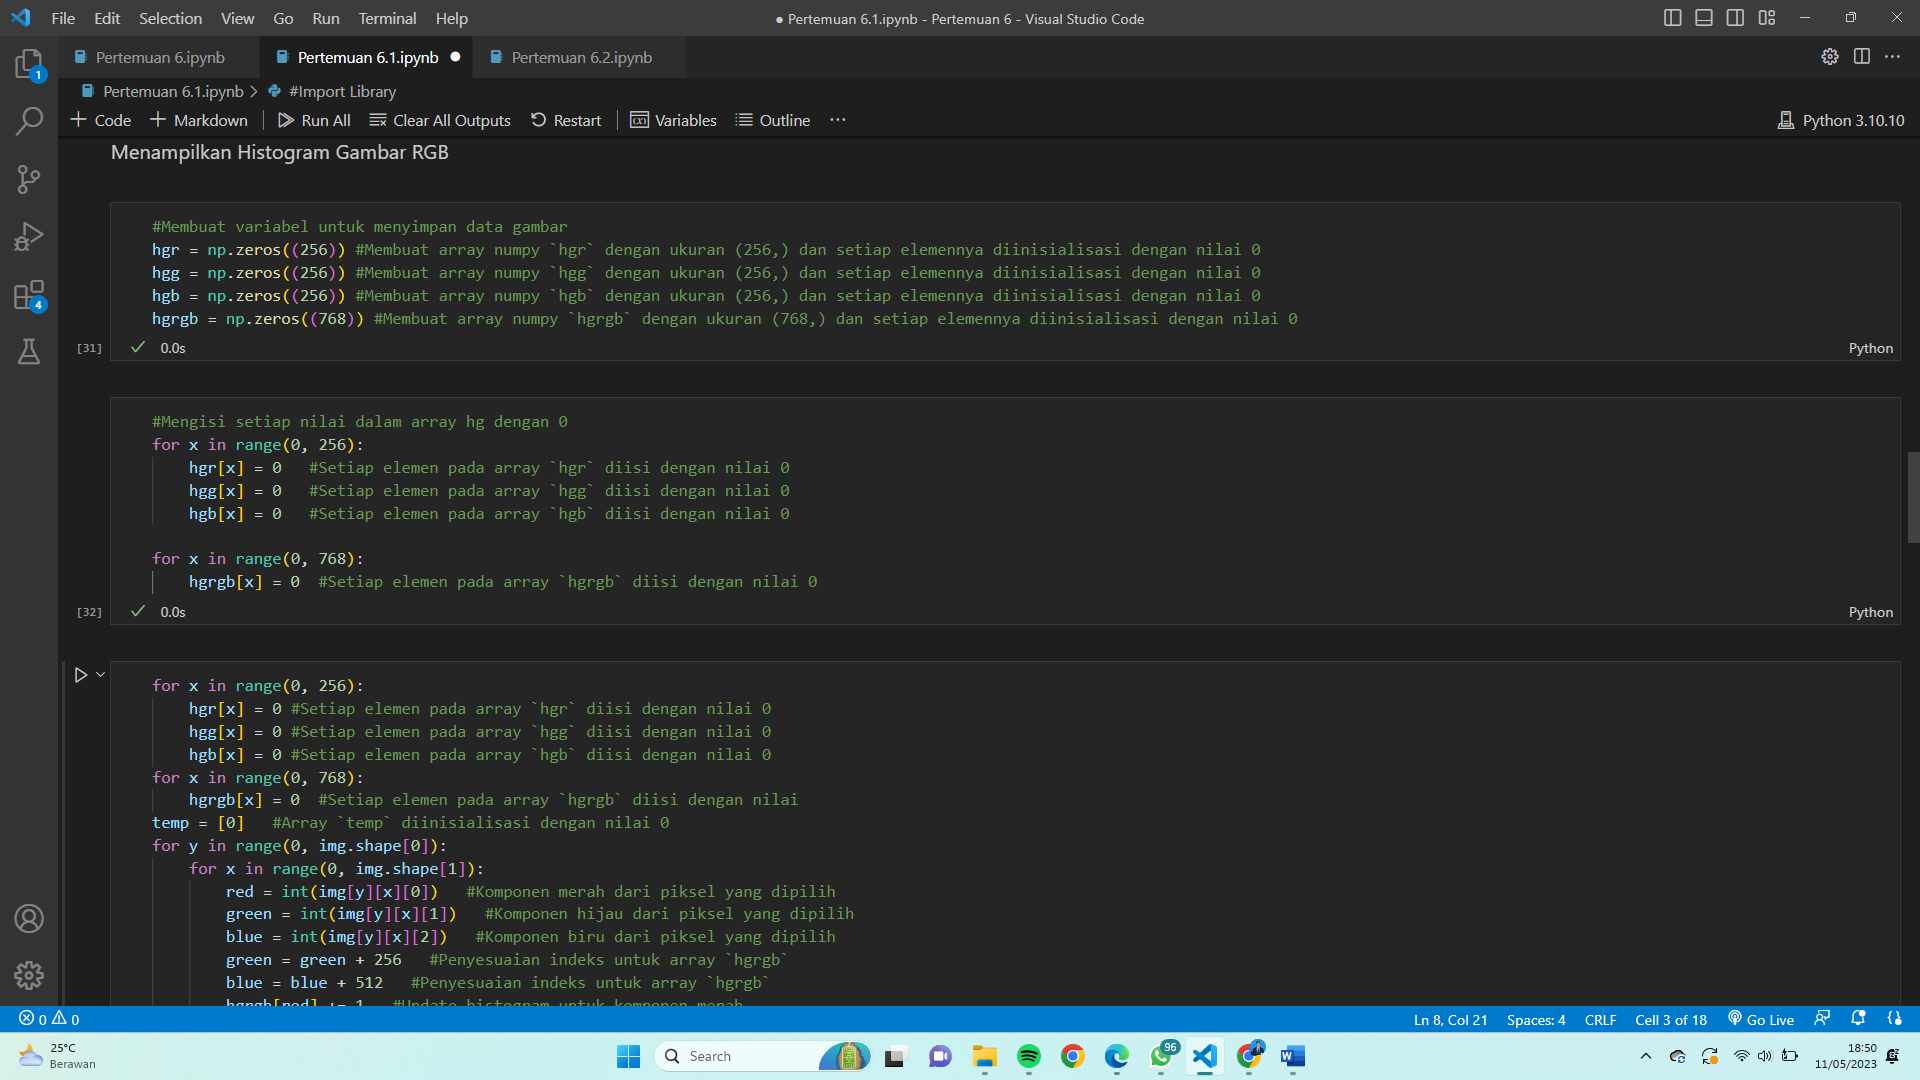 File Edit Selection View Go Run Terminal Help
● Pertemuan 6.1.ipynb - Pertemuan 6 - Visual Studio Code
Pertemuan 6.ipynb
Pertemuan 6.1.ipynb ●
Pertemuan 6.2.ipynb
1
Pertemuan 6.1.ipynb > #Import Library
+ Code + Markdown Run All Clear All Outputs Restart Variables Outline ...
Python 3.10.10
Menampilkan Histogram Gambar RGB
#Membuat variabel untuk menyimpan data gambar
hgr = np.zeros((256)) #Membuat array numpy `hgr` dengan ukuran (256,) dan setiap elemennya diinisialisasi dengan nilai 0
hgg = np.zeros((256)) #Membuat array numpy `hgg` dengan ukuran (256,) dan setiap elemennya diinisialisasi dengan nilai 0
hgb = np.zeros((256)) #Membuat array numpy `hgb` dengan ukuran (256,) dan setiap elemennya diinisialisasi dengan nilai 0
hgrgb = np.zeros((768)) #Membuat array numpy `hgrgb` dengan ukuran (768,) dan setiap elemennya diinisialisasi dengan nilai 0
[31] 0.0s Python
4
#Mengisi setiap nilai dalam array hg dengan 0
for x in range(0, 256):
    hgr[x] = 0   #Setiap elemen pada array `hgr` diisi dengan nilai 0
    hgg[x] = 0   #Setiap elemen pada array `hgg` diisi dengan nilai 0
    hgb[x] = 0   #Setiap elemen pada array `hgb` diisi dengan nilai 0
for x in range(0, 768):
    hgrgb[x] = 0  #Setiap elemen pada array `hgrgb` diisi dengan nilai 0
[32] 0.0s Python
for x in range(0, 256):
    hgr[x] = 0 #Setiap elemen pada array `hgr` diisi dengan nilai 0
    hgg[x] = 0 #Setiap elemen pada array `hgg` diisi dengan nilai 0
    hgb[x] = 0 #Setiap elemen pada array `hgb` diisi dengan nilai 0
for x in range(0, 768):
    hgrgb[x] = 0  #Setiap elemen pada array `hgrgb` diisi dengan nilai
temp = [0]   #Array `temp` diinisialisasi dengan nilai 0
for y in range(0, img.shape[0]):
    for x in range(0, img.shape[1]):
        red = int(img[y][x][0])   #Komponen merah dari piksel yang dipilih
        green = int(img[y][x][1])   #Komponen hijau dari piksel yang dipilih
        blue = int(img[y][x][2])   #Komponen biru dari piksel yang dipilih
        green = green + 256   #Penyesuaian indeks untuk array `hgrgb`
        blue = blue + 512   #Penyesuaian indeks untuk array `hgrgb`
        hgrgb[red] += 1   #Update histogram untuk komponen merah
0 0
Ln 8, Col 21 Spaces: 4 CRLF Cell 3 of 18 Go Live
25°C
Berawan
Search
96
18:50
11/05/2023